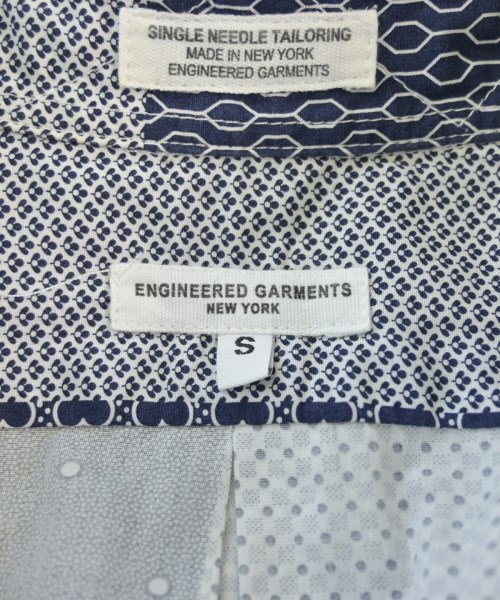 SINGLE NEEDLE TAILORING
MADE IN NEW YORK
ENGINEERED GARMENTS
ENGINEERED GARMENTS
NEW YORK
S